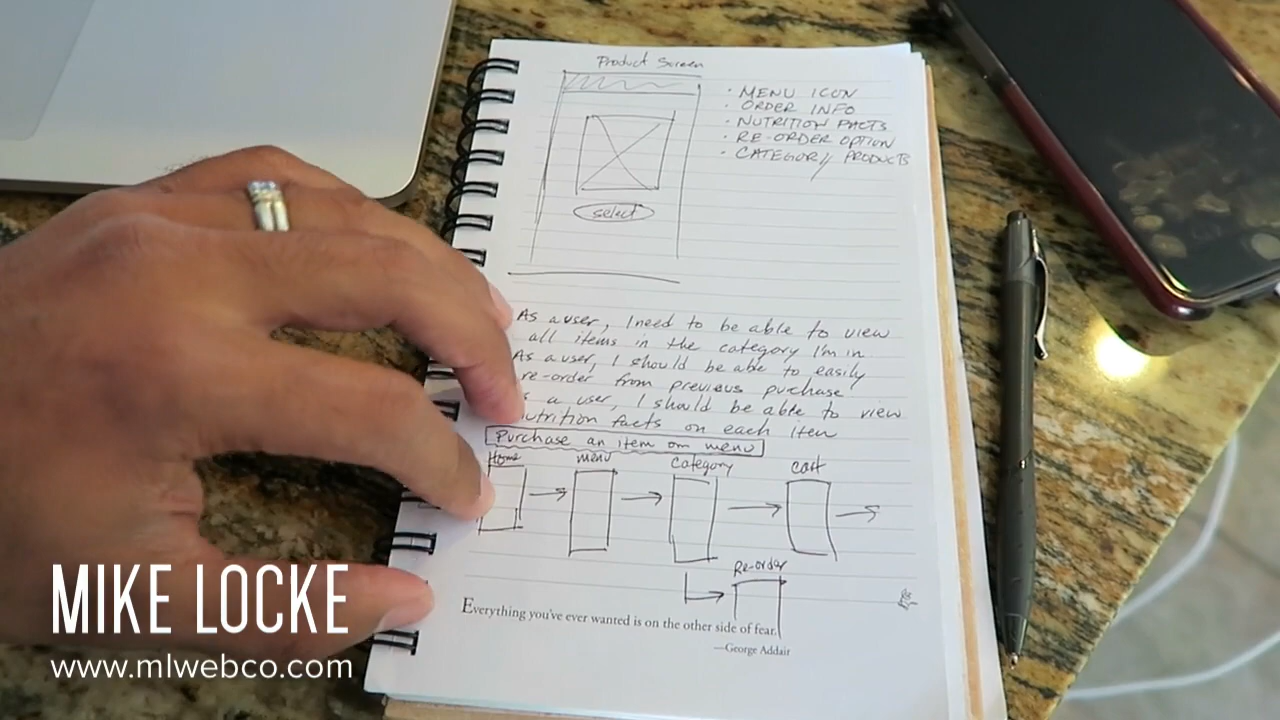 Product Screen
· MENU ICON
· ORDER INFO
· NUTRITION FACTS
· RE-ORDER OPTION
· CATEGORY PRODUCTS
select
As a user, I need to be able to view
all items in the category I'm in
As a user, I should be able to easily
re-order from previous puchase
s a user, I should be able to view
nutrition facts on each item
Purchase an item on menu
Home menu Category cart
Re-order
Everything you've ever wanted is on the other side of fear.
—George Addair
MIKE LOCKE
www.mlwebco.com